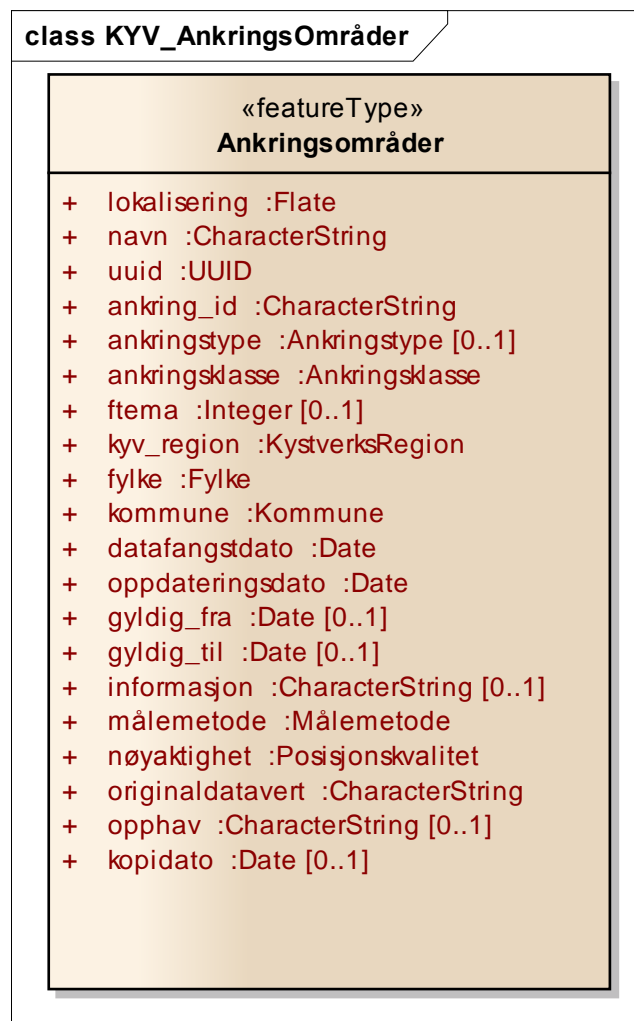 class KYV_AnkringsOmråder
«featureType»
Ankringsområder
+ lokalisering :Flate
+ navn :CharacterString
+ uuid :UUID
+ ankring_id :CharacterString
+ ankringstype :Ankringstype [0..1]
+ ankringsklasse :Ankringsklasse
+ ftema :Integer [0..1]
+ kyv_region :KystverksRegion
+ fylke :Fylke
+ kommune :Kommune
+ datafangstdato :Date
+ oppdateringsdato :Date
+ gyldig_fra :Date [0..1]
+ gyldig_til :Date [0..1]
+ informasjon :CharacterString [0..1]
+ målemetode :Målemetode
+ nøyaktighet :Posisjonskvalitet
+ originaldatavert :CharacterString
+ opphav :CharacterString [0..1]
+ kopidato :Date [0..1]